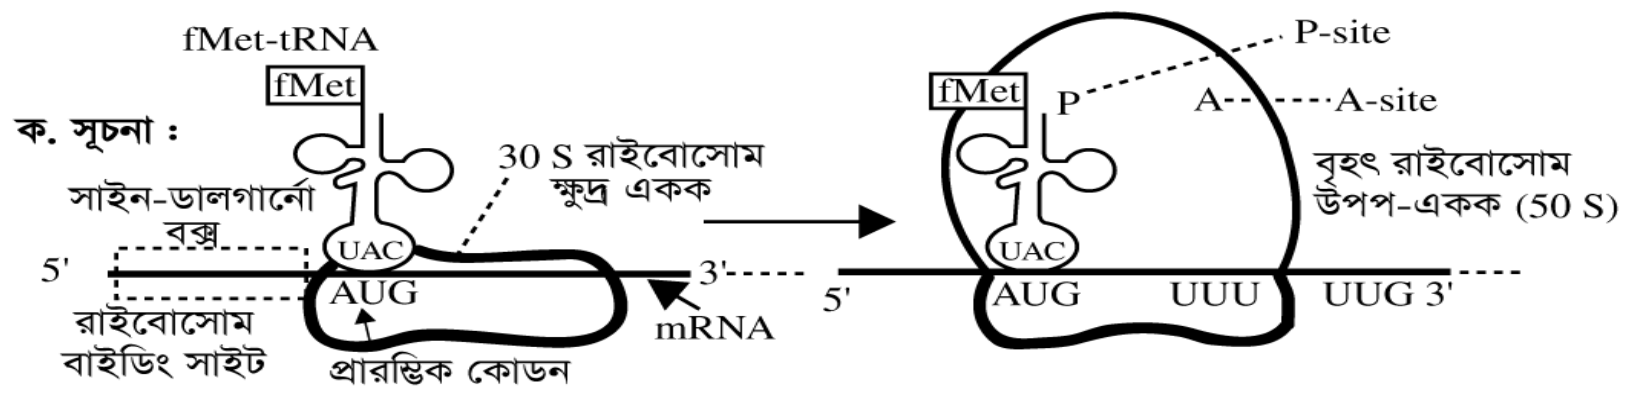 fMet-tRNA
fMet
ক. সূচনা :
সাইন-ডালগার্নো
বক্স
30 S রাইবোসোম
ক্ষুদ্র একক
UAC
5'
3'
AUG
mRNA
রাইবোসোম
বাইডিং সাইট
প্রারম্ভিক কোডন
P-site
fMet
P
A
A-site
বৃহৎ রাইবোসোম
উপপ-একক (50 S)
UAC
5'
AUG
UUU
UUG 3'